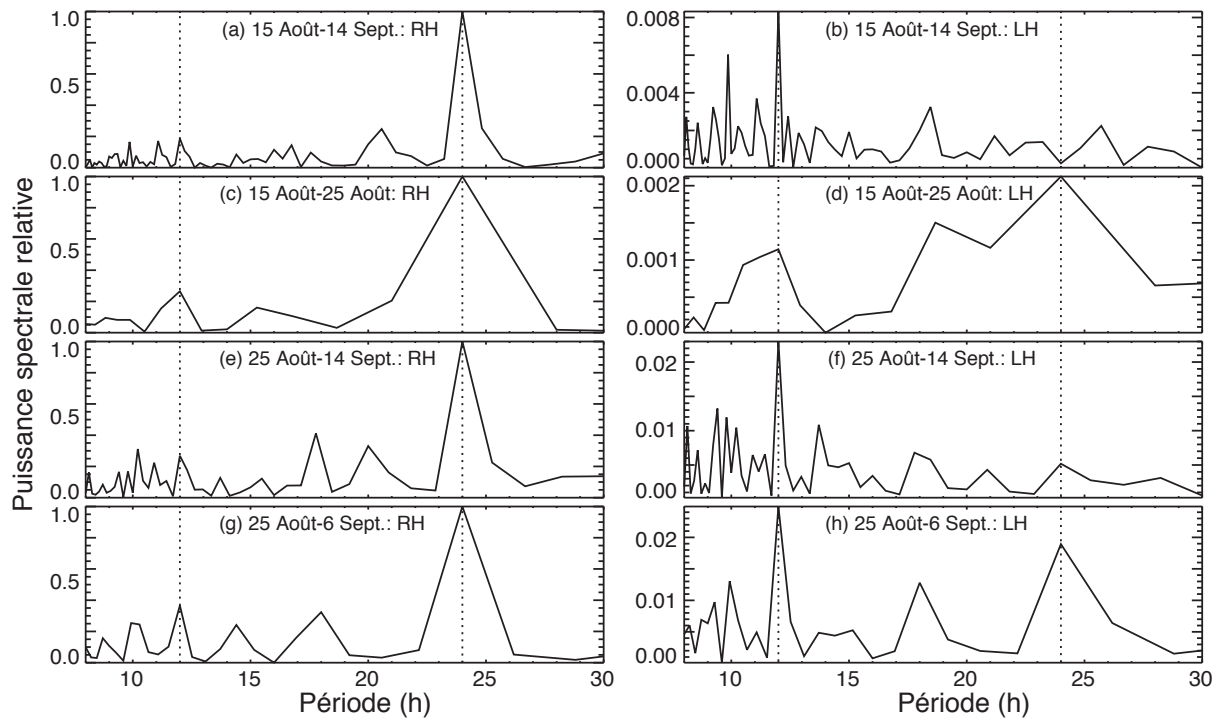 Puissance spectrale relative
(a) 15 Août-14 Sept.: RH
1.0
0.5
0.0
(b) 15 Août-14 Sept.: LH
0.008
0.004
0.000
(c) 15 Août-25 Août: RH
1.0
0.5
0.0
(d) 15 Août-25 Août: LH
0.002
0.001
0.000
(e) 25 Août-14 Sept.: RH
1.0
0.5
0.0
(f) 25 Août-14 Sept.: LH
0.02
0.01
0.00
(g) 25 Août-6 Sept.: RH
1.0
0.5
0.0
(h) 25 Août-6 Sept.: LH
0.02
0.01
0.00
10 15 20 25 30
10 15 20 25 30
Période (h)
Période (h)